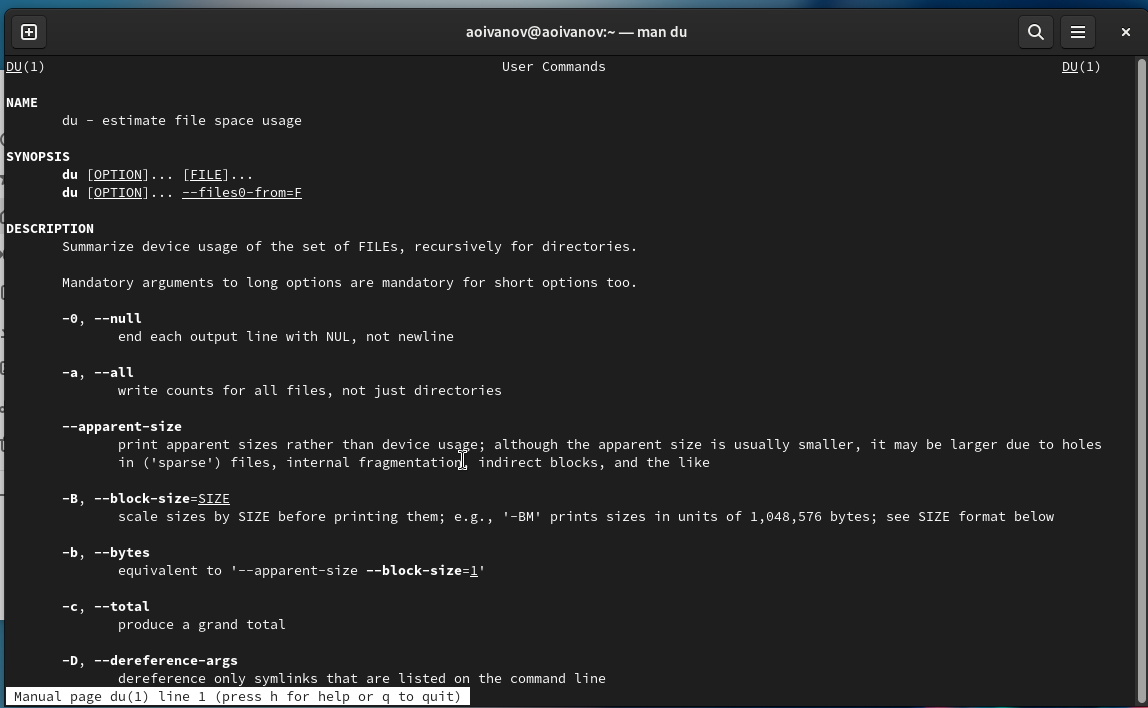 aoivanov@aoivanov:~ — man du
DU(1) User Commands DU(1)
NAME
du - estimate file space usage
SYNOPSIS
du [OPTION]... [FILE]...
du [OPTION]... --files0-from=F
DESCRIPTION
Summarize device usage of the set of FILEs, recursively for directories.
Mandatory arguments to long options are mandatory for short options too.
-0, --null
end each output line with NUL, not newline
-a, --all
write counts for all files, not just directories
--apparent-size
print apparent sizes rather than device usage; although the apparent size is usually smaller, it may be larger due to holes
in ('sparse') files, internal fragmentation, indirect blocks, and the like
-B, --block-size=SIZE
scale sizes by SIZE before printing them; e.g., '-BM' prints sizes in units of 1,048,576 bytes; see SIZE format below
-b, --bytes
equivalent to '--apparent-size --block-size=1'
-c, --total
produce a grand total
-D, --dereference-args
dereference only symlinks that are listed on the command line
Manual page du(1) line 1 (press h for help or q to quit)